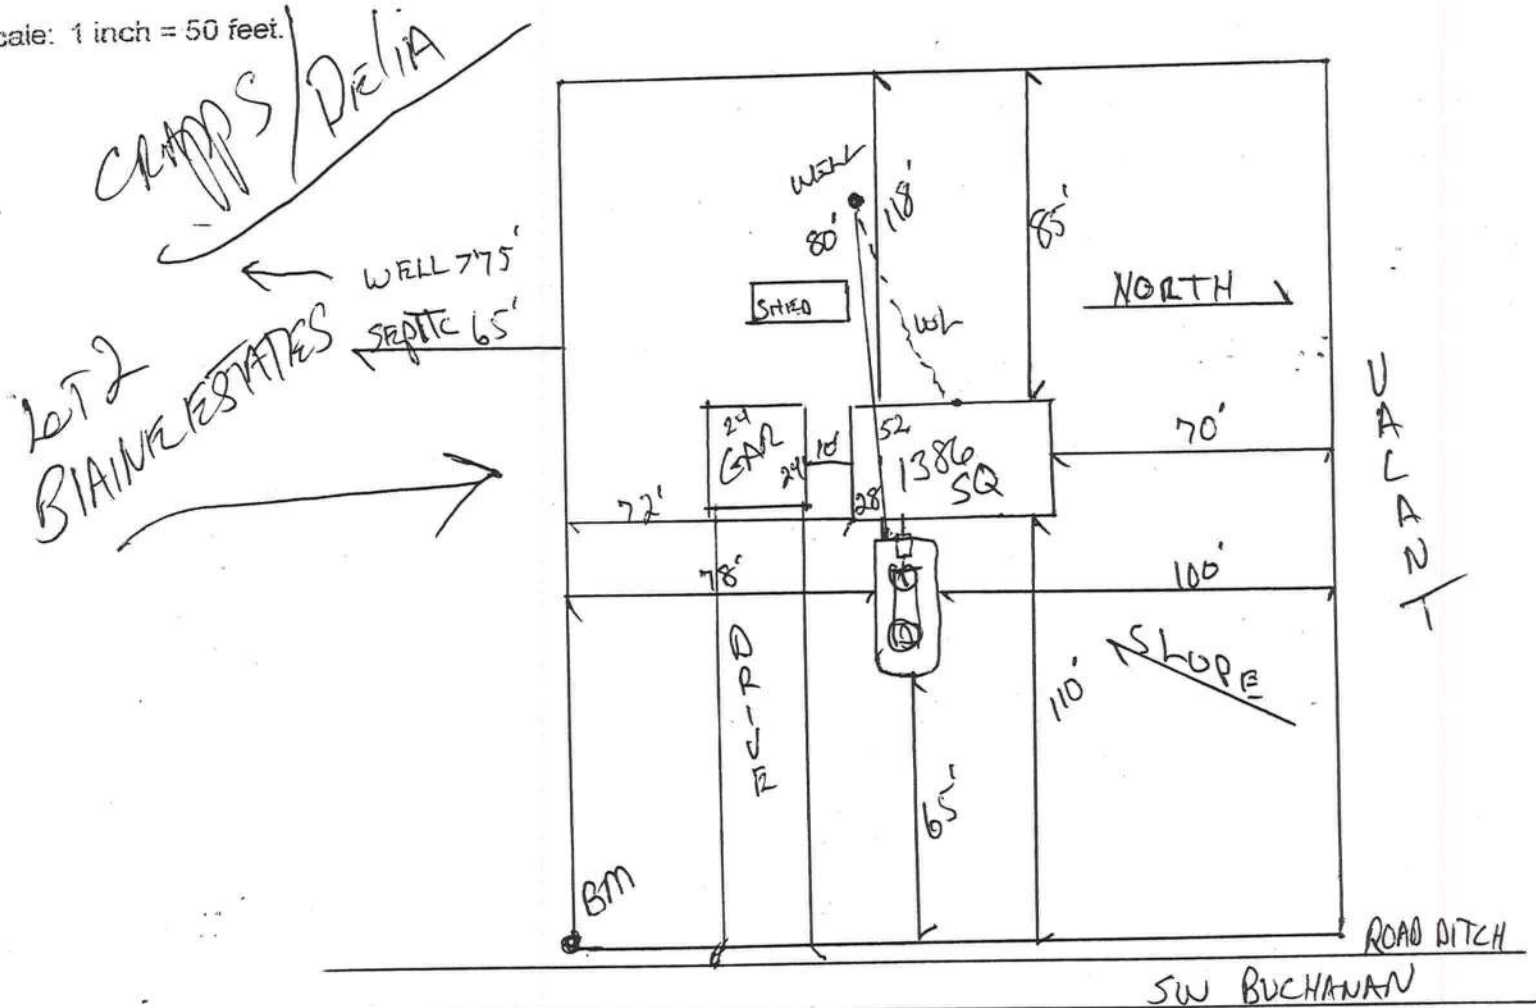 cale: 1 inch = 50 feet.
CRAPPS / DELIA
WELL 775'
SEPTIC 65'
LOT 2
BLAINE ESTATES
WELL
80'
118'
85'
SHED
WL
NORTH
24
GAR
24
10'
52
1386
SQ
28
70'
72'
78'
100'
VALANT
DRIVE
110'
SLOPE
65'
BM
ROAD DITCH
SW BUCHANAN